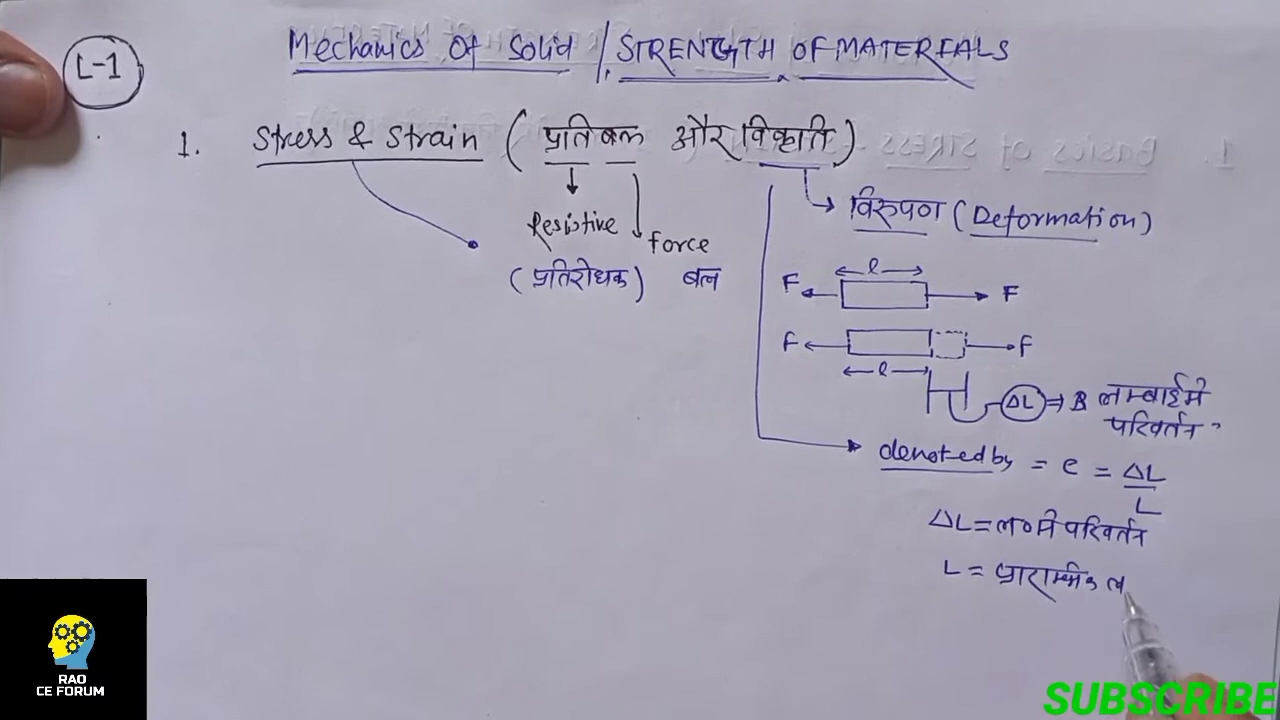 L-1
Mechanics Of Solid / STRENGTH OF MATERIALS
1. Stress & Strain ( प्रतिबल और विकृति )
विरुपण (Deformation)
Resistive force
(प्रतिरोधक) बल
l
F F
F F
l
ΔL ⇒ लम्बाई में
परिवर्तन
denoted by = e = ΔL
L
ΔL = ल० में परिवर्तन
L = प्रारम्भिक ल
RAO
CE FORUM
SUBSCRIBE